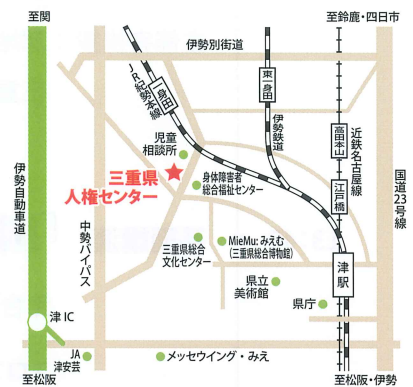 至関
至鈴鹿・四日市
伊勢別街道
JR紀勢本線
一身田
東一身田
伊勢鉄道
高田本山
近鉄名古屋線
江戸橋
国道23号線
児童
相談所
三重県
人権センター
身体障害者
総合福祉センター
伊勢自動車道
中勢バイパス
三重県総合
文化センター
MieMu:みえむ
(三重県総合博物館)
津駅
県立
美術館
県庁
津IC
至松阪
JA
津安芸
メッセウイング・みえ
至松阪・伊勢